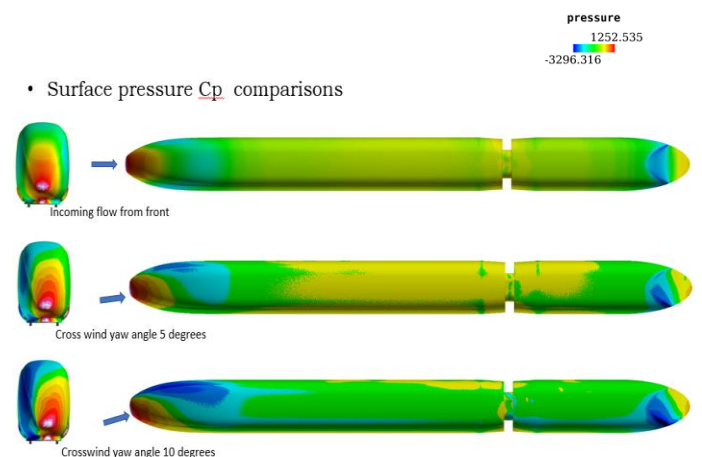 pressure
1252.535
-3296.316
• Surface pressure Cp comparisons
Incoming flow from front
Cross wind yaw angle 5 degrees
Crosswind yaw angle 10 degrees